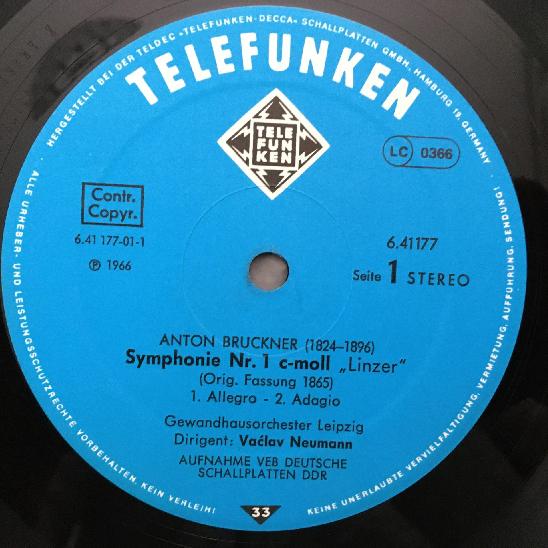 HERGESTELLT BEI DER TELDEC »TELEFUNKEN-DECCA« SCHALLPLATTEN GMBH, HAMBURG 19, GERMANY
TELEFUNKEN
TELE
FUN
KEN
LC 0366
Contr.
Copyr.
6.41 177-01-1
6.41177
℗ 1966
Seite 1 STEREO
ANTON BRUCKNER (1824–1896)
Symphonie Nr. 1 c-moll „Linzer“
(Orig. Fassung 1865)
1. Allegro - 2. Adagio
Gewandhausorchester Leipzig
Dirigent: Vaćlav Neumann
AUFNAHME VEB DEUTSCHE
SCHALLPLATTEN DDR
33
ALLE URHEBER- UND LEISTUNGSSCHUTZRECHTE VORBEHALTEN. KEIN VERLEIH!
KEINE UNERLAUBTE VERVIELFÄLTIGUNG, VERMIETUNG, AUFFÜHRUNG, SENDUNG!